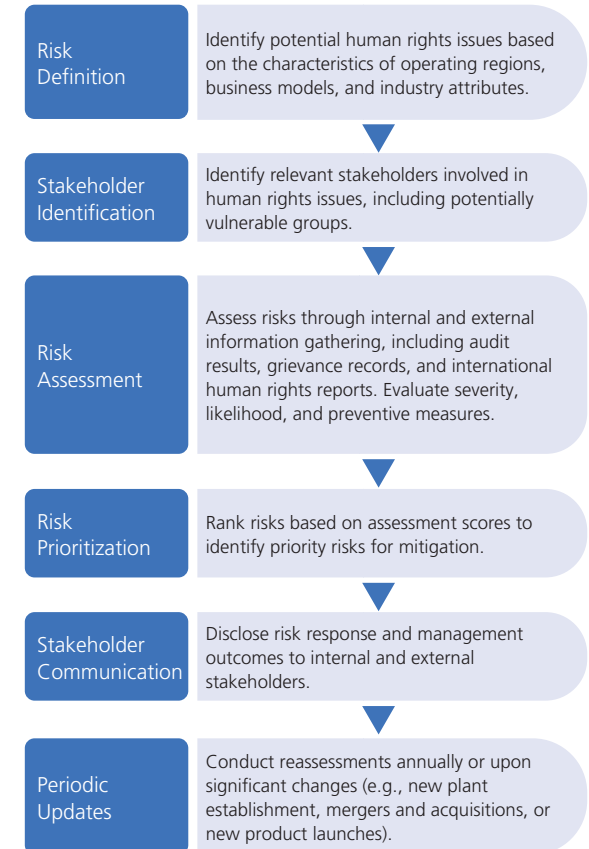 Risk
Definition
Identify potential human rights issues based
on the characteristics of operating regions,
business models, and industry attributes.
Stakeholder
Identification
Identify relevant stakeholders involved in
human rights issues, including potentially
vulnerable groups.
Risk
Assessment
Assess risks through internal and external
information gathering, including audit
results, grievance records, and international
human rights reports. Evaluate severity,
likelihood, and preventive measures.
Risk
Prioritization
Rank risks based on assessment scores to
identify priority risks for mitigation.
Stakeholder
Communication
Disclose risk response and management
outcomes to internal and external
stakeholders.
Periodic
Updates
Conduct reassessments annually or upon
significant changes (e.g., new plant
establishment, mergers and acquisitions, or
new product launches).